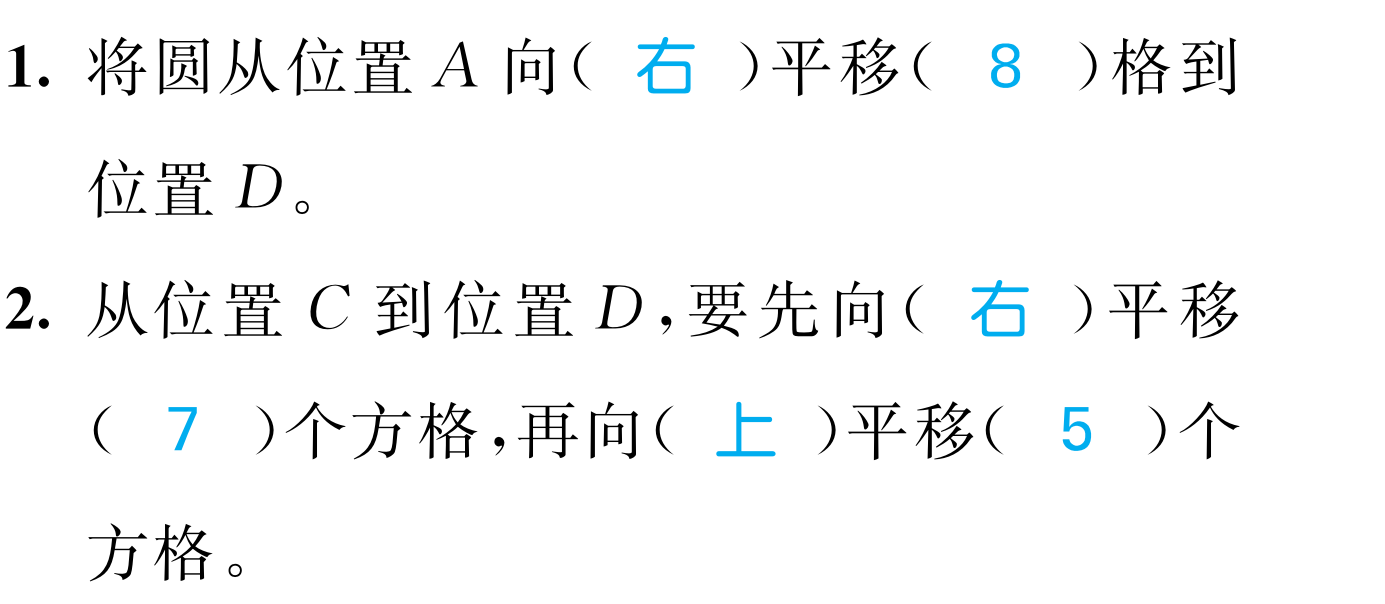 1. 将圆从位置 A 向( 右 )平移( 8 )格到
位置 D。
2. 从位置 C 到位置 D,要先向( 右 )平移
( 7 )个方格,再向( 上 )平移( 5 )个
方格。